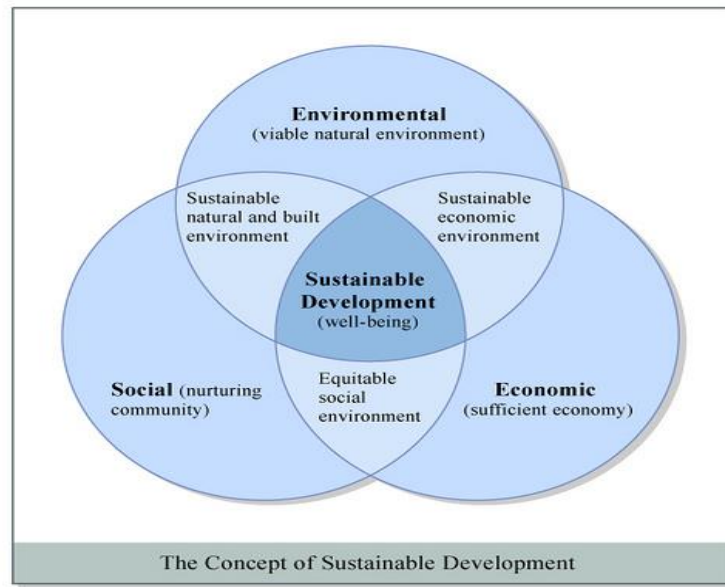 Environmental
(viable natural environment)
Sustainable
natural and built
environment
Sustainable
economic
environment
Sustainable
Development
(well-being)
Social (nurturing
community)
Equitable
social
environment
Economic
(sufficient economy)
The Concept of Sustainable Development